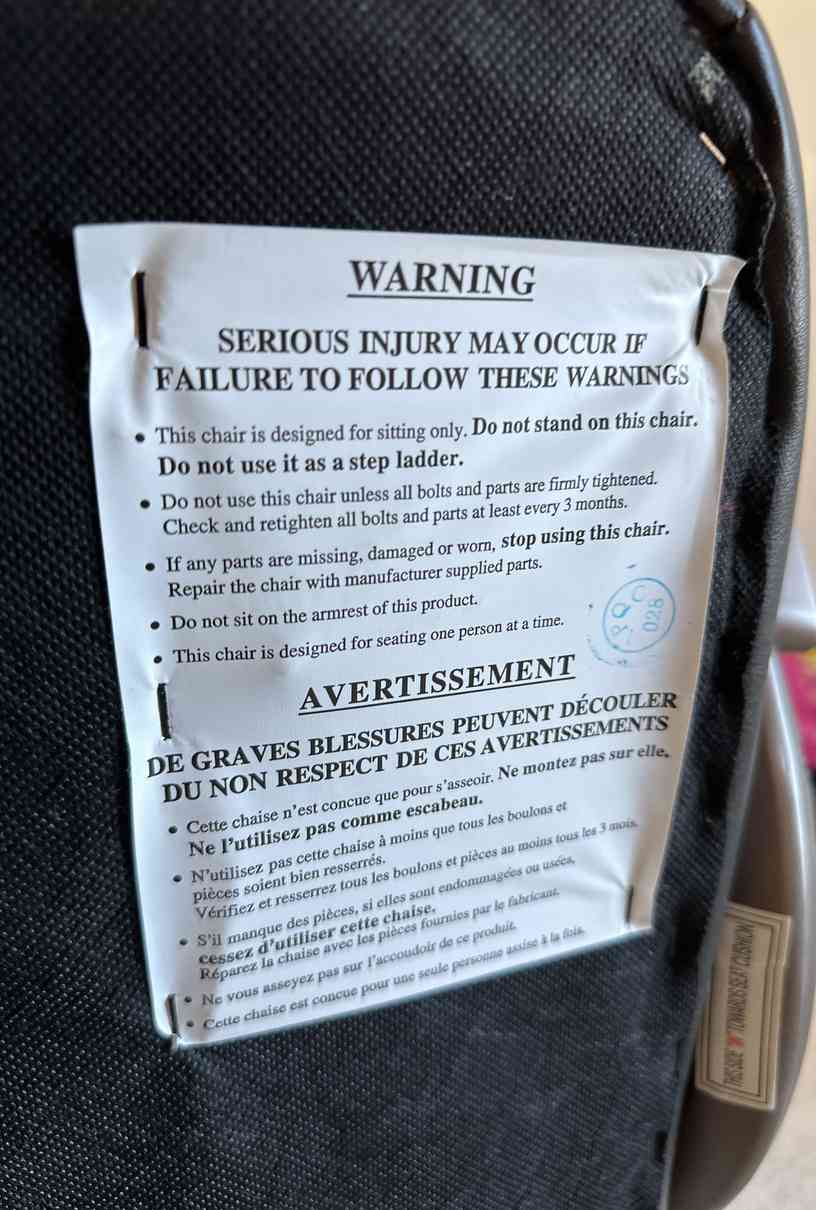 WARNING
SERIOUS INJURY MAY OCCUR IF
FAILURE TO FOLLOW THESE WARNINGS
• This chair is designed for sitting only. Do not stand on this chair.
Do not use it as a step ladder.
• Do not use this chair unless all bolts and parts are firmly tightened.
Check and retighten all bolts and parts at least every 3 months.
• If any parts are missing, damaged or worn, stop using this chair.
Repair the chair with manufacturer supplied parts.
• Do not sit on the armrest of this product.
• This chair is designed for seating one person at a time.
028
AVERTISSEMENT
DE GRAVES BLESSURES PEUVENT DÉCOULER
DU NON RESPECT DE CES AVERTISSEMENTS
• Cette chaise n'est concue que pour s'asseoir. Ne montez pas sur elle.
Ne l'utilisez pas comme escabeau.
• N'utilisez pas cette chaise à moins que tous les boulons et
pièces soient bien resserrés.
Vérifiez et resserrez tous les boulons et pièces au moins tous les 3 mois.
• S'il manque des pièces, si elles sont endommagées ou usées,
cessez d'utiliser cette chaise.
Réparez la chaise avec les pièces fournies par le fabricant.
• Ne vous asseyez pas sur l'accoudoir de ce produit.
• Cette chaise est concue pour une seule personne assise à la fois.
THIS SIDE TOWARDS SEAT CUSHION